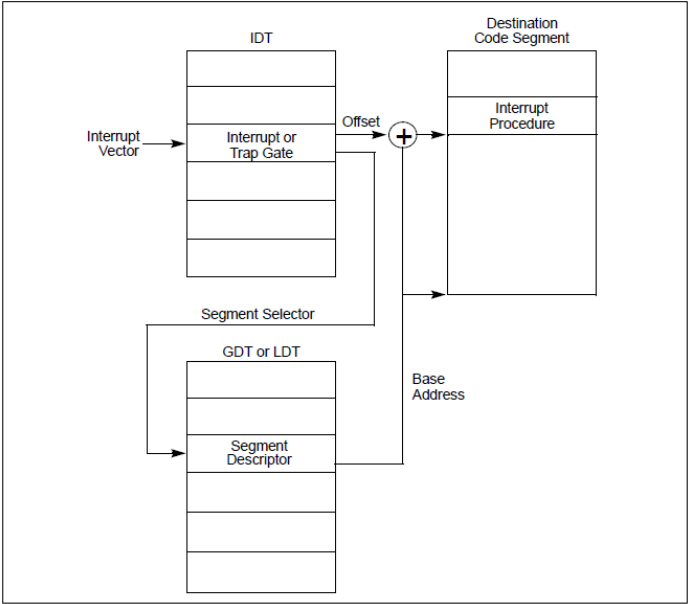 IDT
Destination
Code Segment
Interrupt
Vector
Interrupt or
Trap Gate
Offset
+
Interrupt
Procedure
Segment Selector
GDT or LDT
Base
Address
Segment
Descriptor